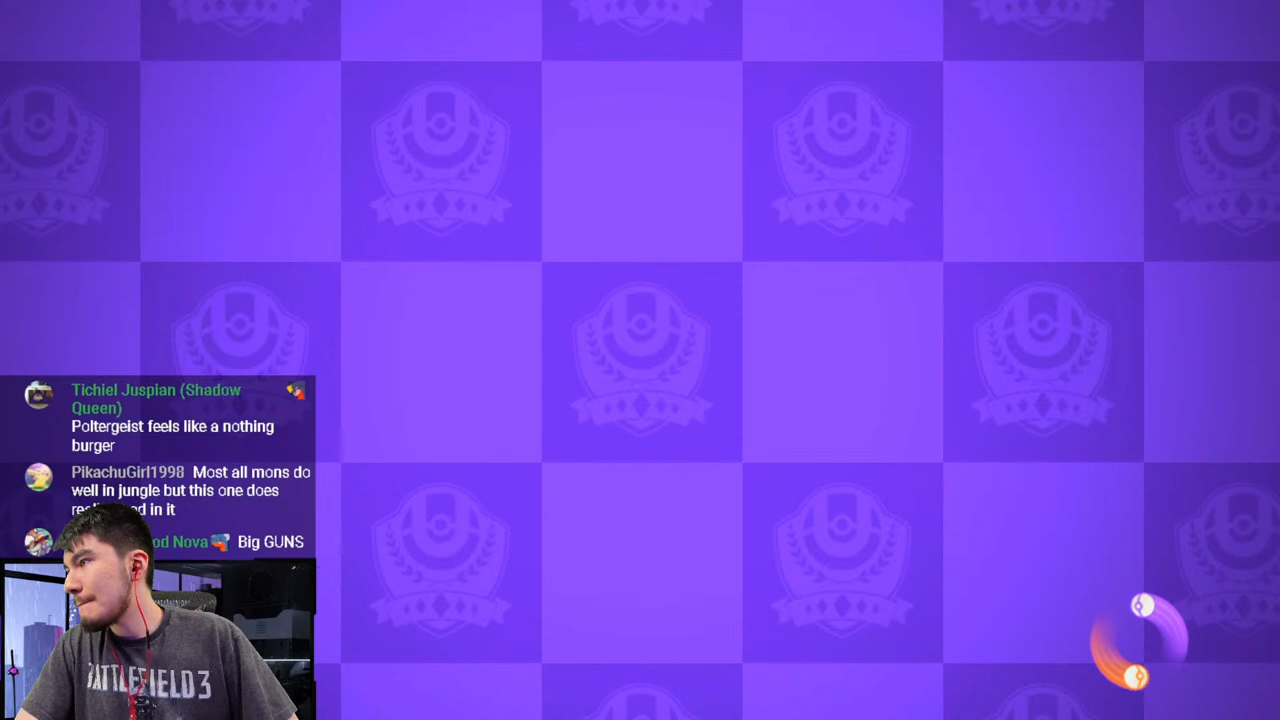 Tichiel Juspian (Shadow
Queen)
Poltergeist feels like a nothing
burger
PikachuGirl1998 Most all mons do
well in jungle but this one does
in it
Nova Big GUNS
BATTLEFIELD 3